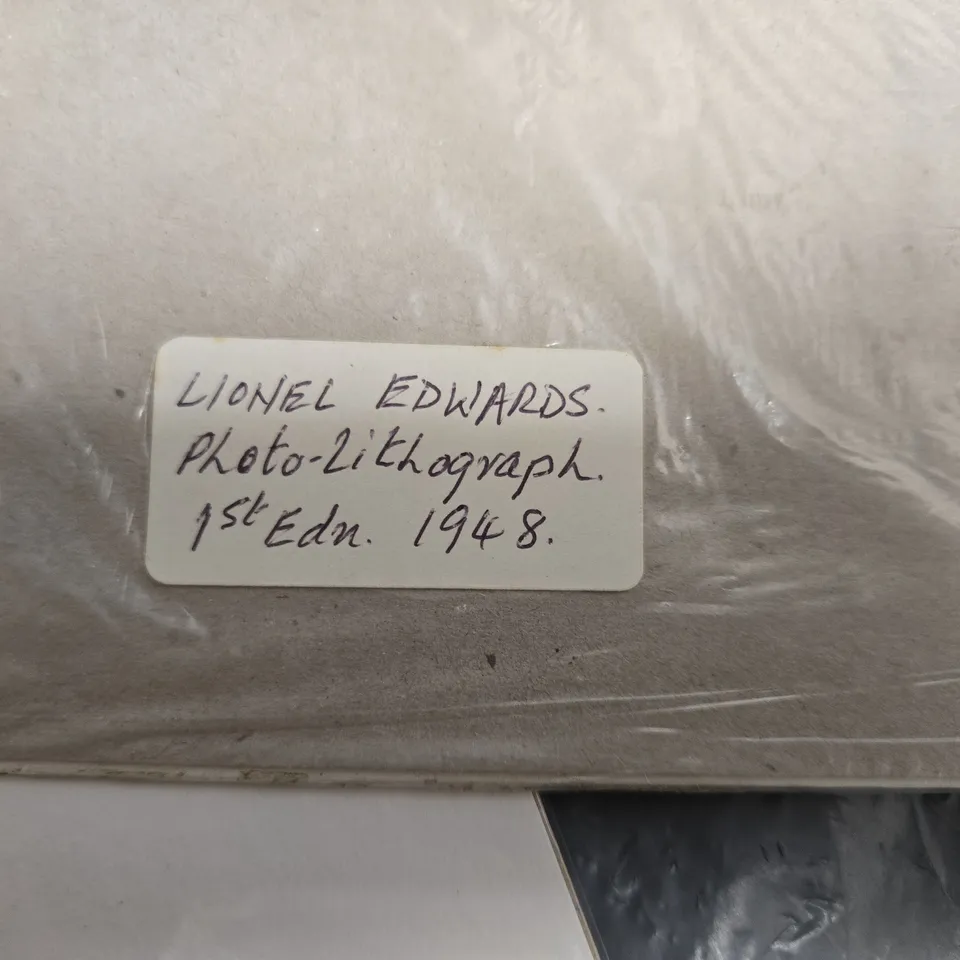 LIONEL EDWARDS.
Photo-Lithograph.
1st Edn. 1948.